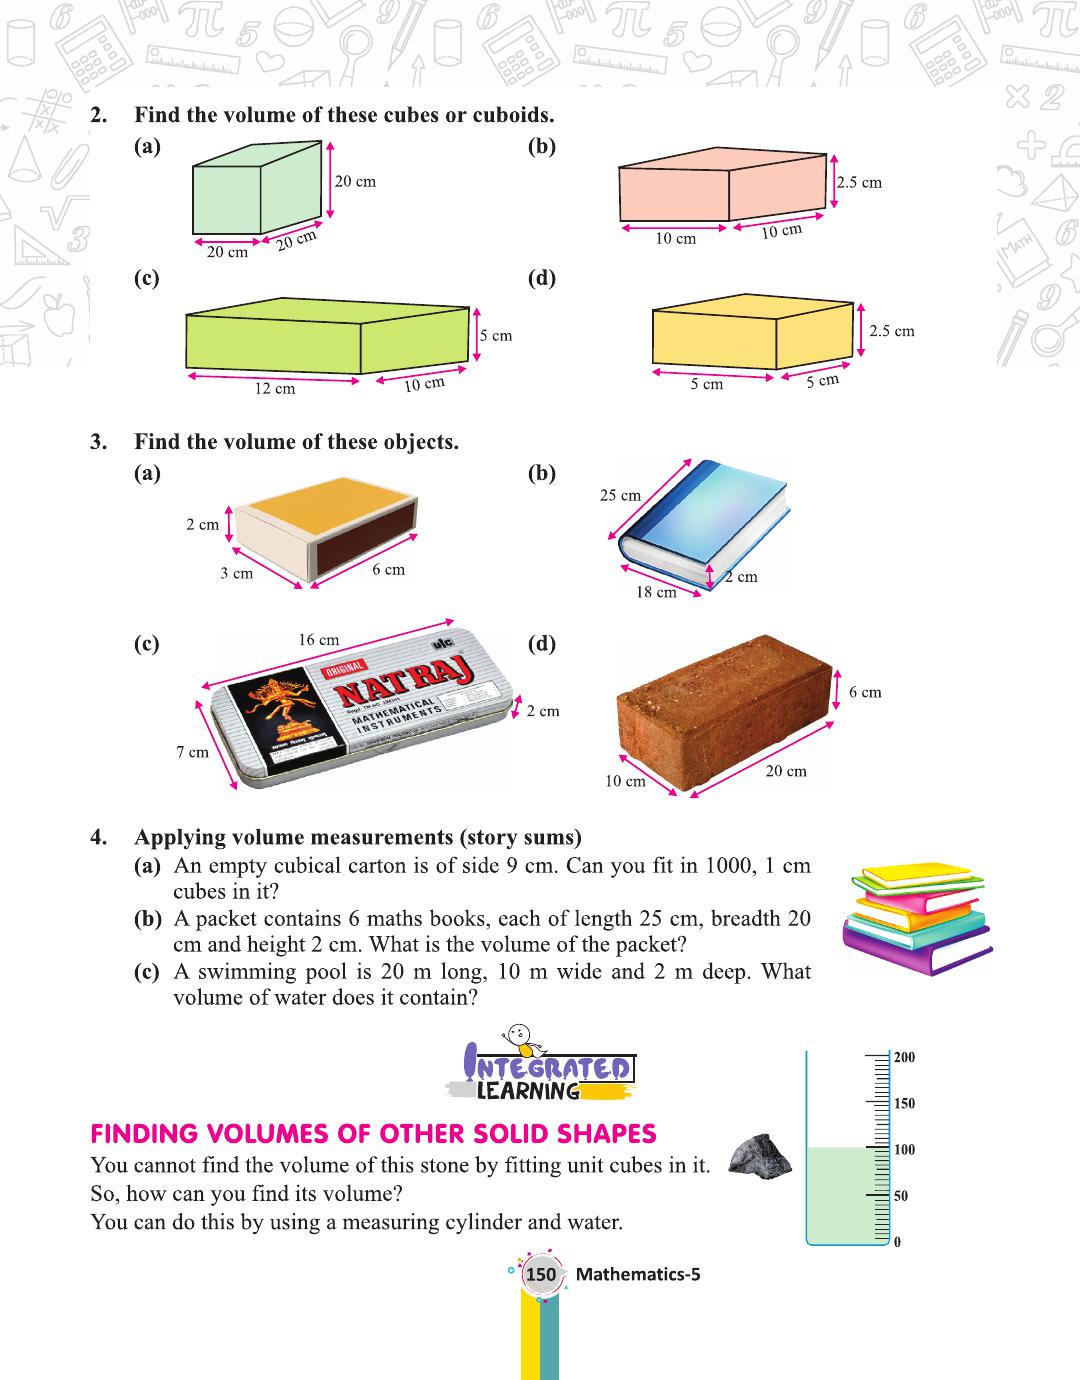 2. Find the volume of these cubes or cuboids.
(a)
20 cm
20 cm
20 cm
(b)
2.5 cm
10 cm
10 cm
(c)
5 cm
12 cm
10 cm
(d)
2.5 cm
5 cm
5 cm
3. Find the volume of these objects.
(a)
2 cm
3 cm
6 cm
(b)
25 cm
2 cm
18 cm
(c)
16 cm
ORIGINAL
NATRAJ
MATHEMATICAL
INSTRUMENTS
2 cm
7 cm
(d)
6 cm
10 cm
20 cm
4. Applying volume measurements (story sums)
(a) An empty cubical carton is of side 9 cm. Can you fit in 1000, 1 cm
cubes in it?
(b) A packet contains 6 maths books, each of length 25 cm, breadth 20
cm and height 2 cm. What is the volume of the packet?
(c) A swimming pool is 20 m long, 10 m wide and 2 m deep. What
volume of water does it contain?
INTEGRATED
LEARNING
FINDING VOLUMES OF OTHER SOLID SHAPES
You cannot find the volume of this stone by fitting unit cubes in it.
So, how can you find its volume?
You can do this by using a measuring cylinder and water.
200
150
100
50
0
150 Mathematics-5